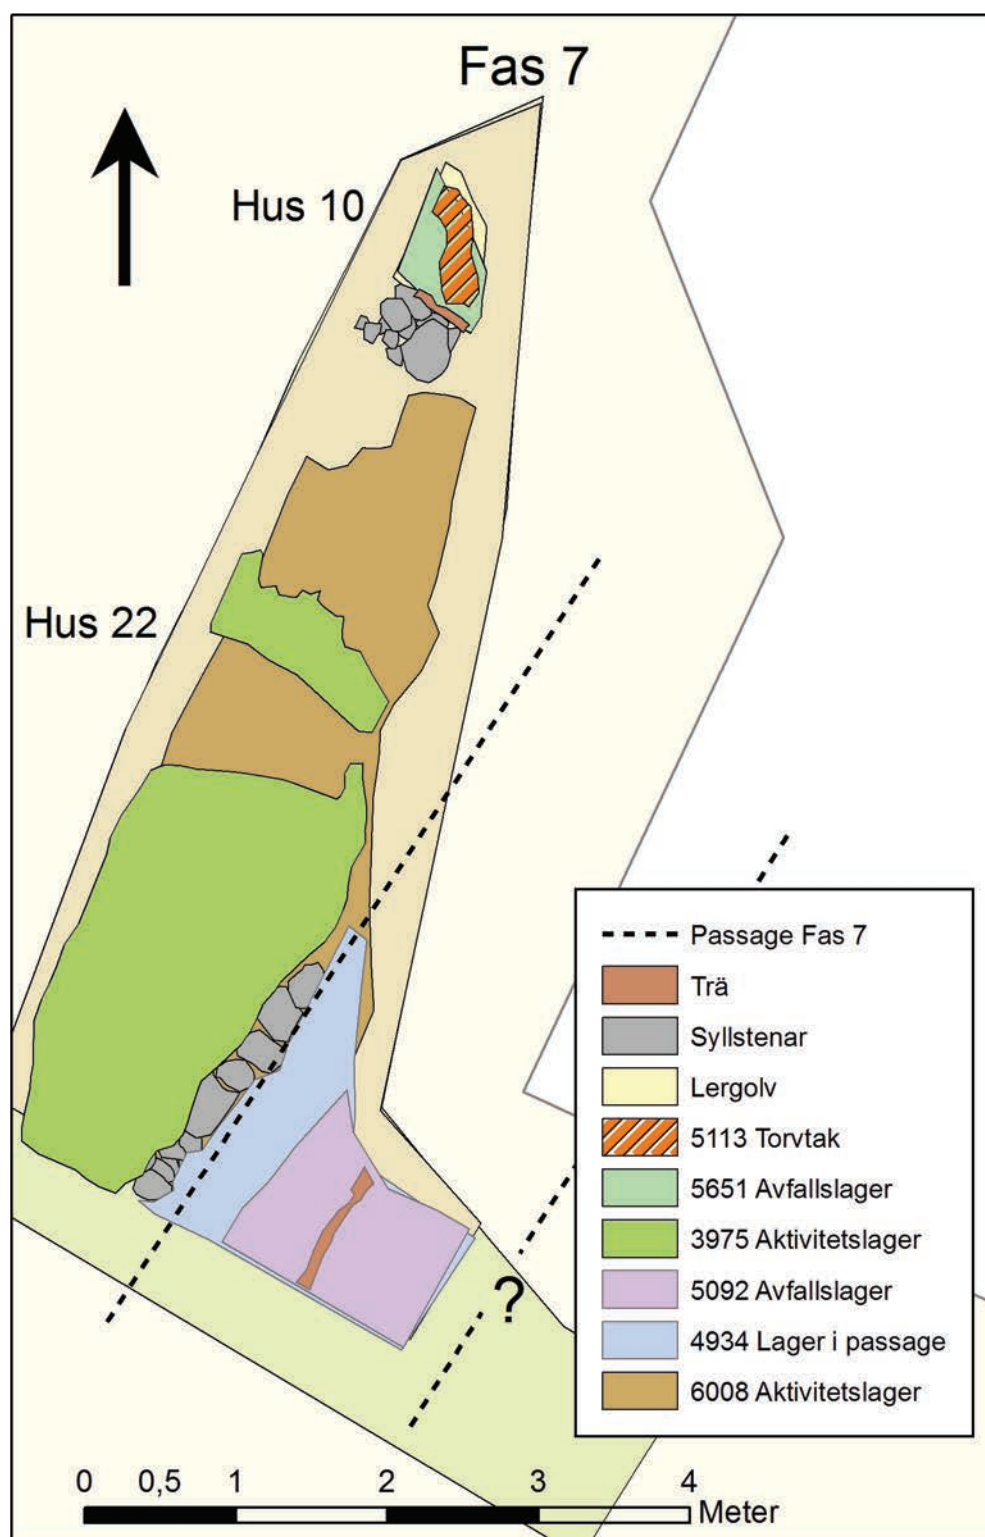 Fas 7
Hus 10
Hus 22
?
Passage Fas 7
Trä
Syllstenar
Lergolv
5113 Torvtak
5651 Avfallslager
3975 Aktivitetslager
5092 Avfallslager
4934 Lager i passage
6008 Aktivitetslager
0 0,5 1 2 3 4
Meter